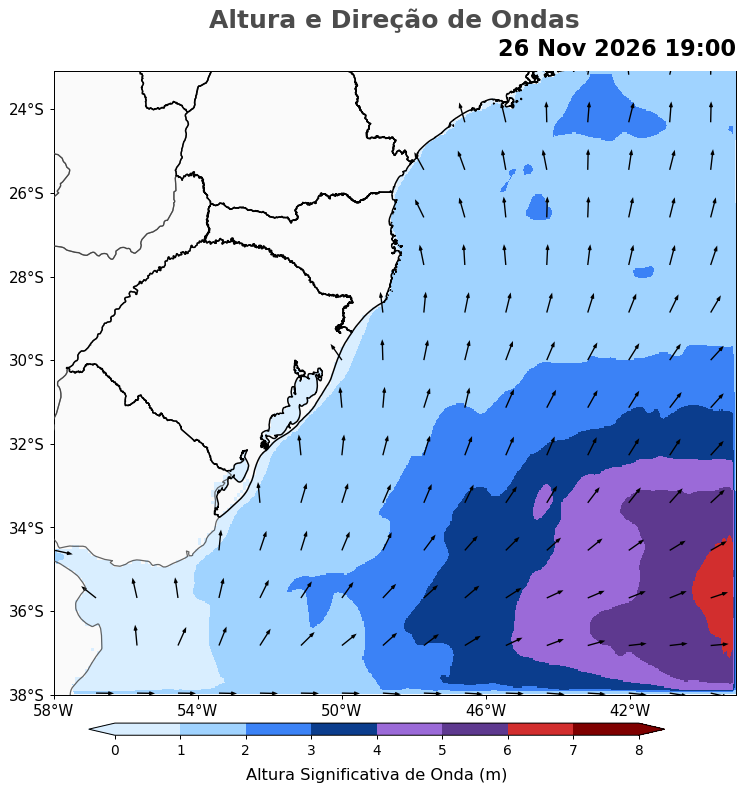 Altura e Direção de Ondas
26 Nov 2026 19:00
24°S
26°S
28°S
30°S
32°S
34°S
36°S
38°S
58°W 54°W 50°W 46°W 42°W
0 1 2 3 4 5 6 7 8
Altura Significativa de Onda (m)